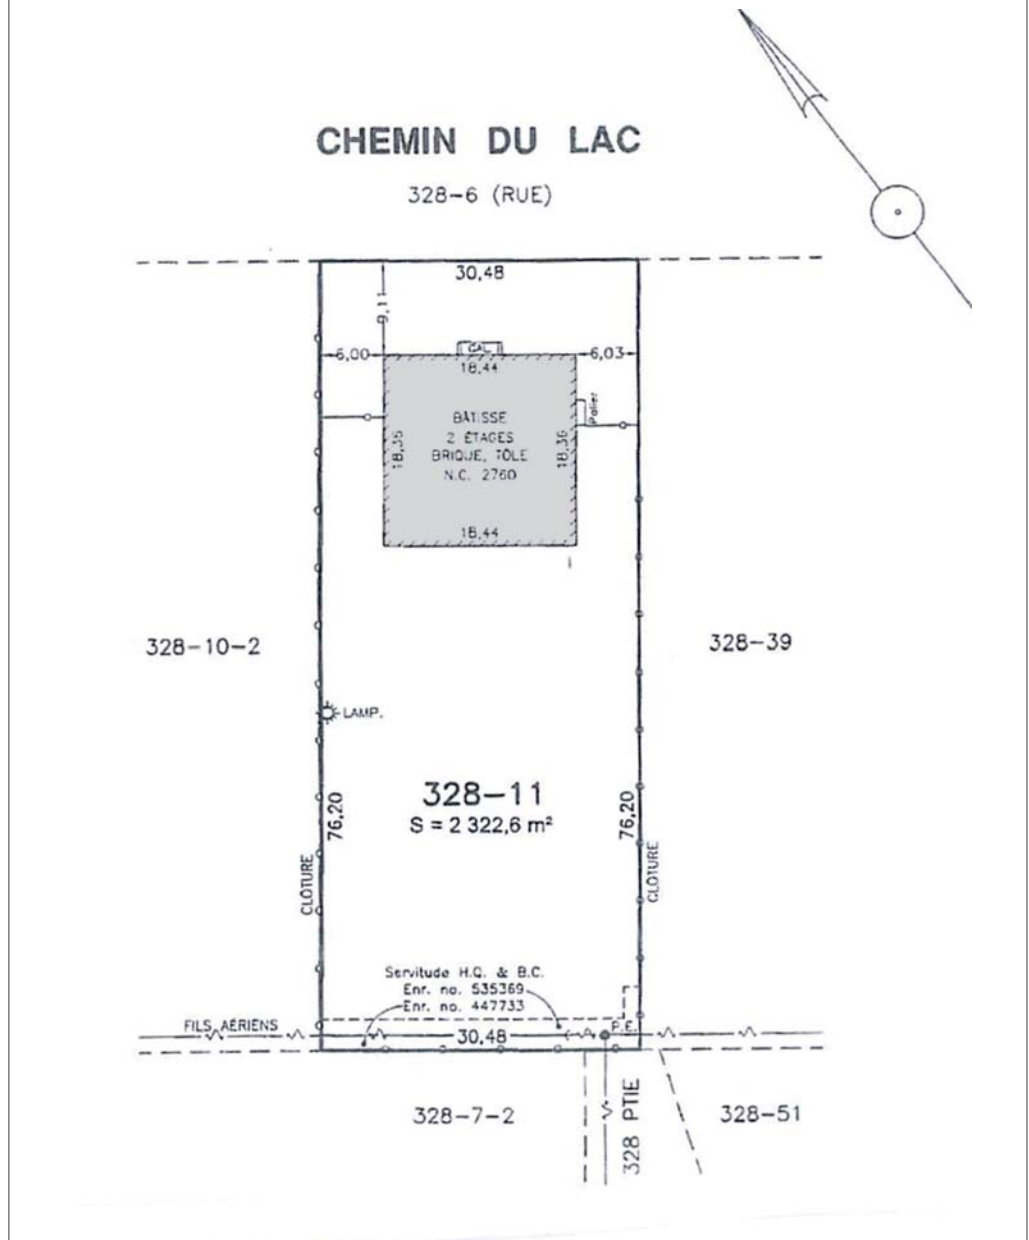 CHEMIN DU LAC
328-6 (RUE)
30,48
9,11
6,00
GAL.
6,03
18,44
Palier
BÂTISSE
2 ÉTAGES
BRIQUE, TÔLE
N.C. 2760
18,36
18,36
18,44
328-10-2
328-39
LAMP.
328-11
S = 2 322,6 m²
76,20
76,20
CLÔTURE
CLÔTURE
Servitude H.Q. & B.C.
Enr. no. 535369
Enr. no. 447733
FILS AÉRIENS
P.E.
30,48
328-7-2
328 PTIE
328-51